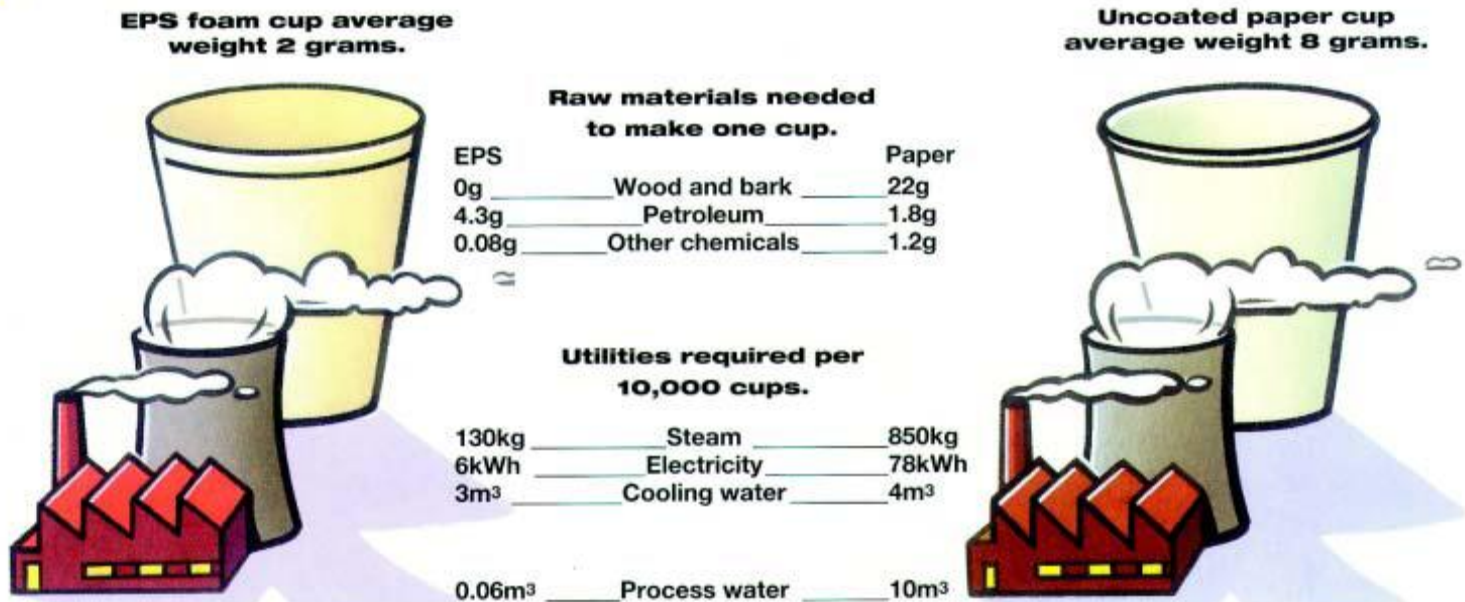 EPS foam cup average
weight 2 grams.
Uncoated paper cup
average weight 8 grams.
Raw materials needed
to make one cup.
EPS Paper
0g Wood and bark 22g
4.3g Petroleum 1.8g
0.08g Other chemicals 1.2g
Utilities required per
10,000 cups.
130kg Steam 850kg
6kWh Electricity 78kWh
3m³ Cooling water 4m³
0.06m³ Process water 10m³